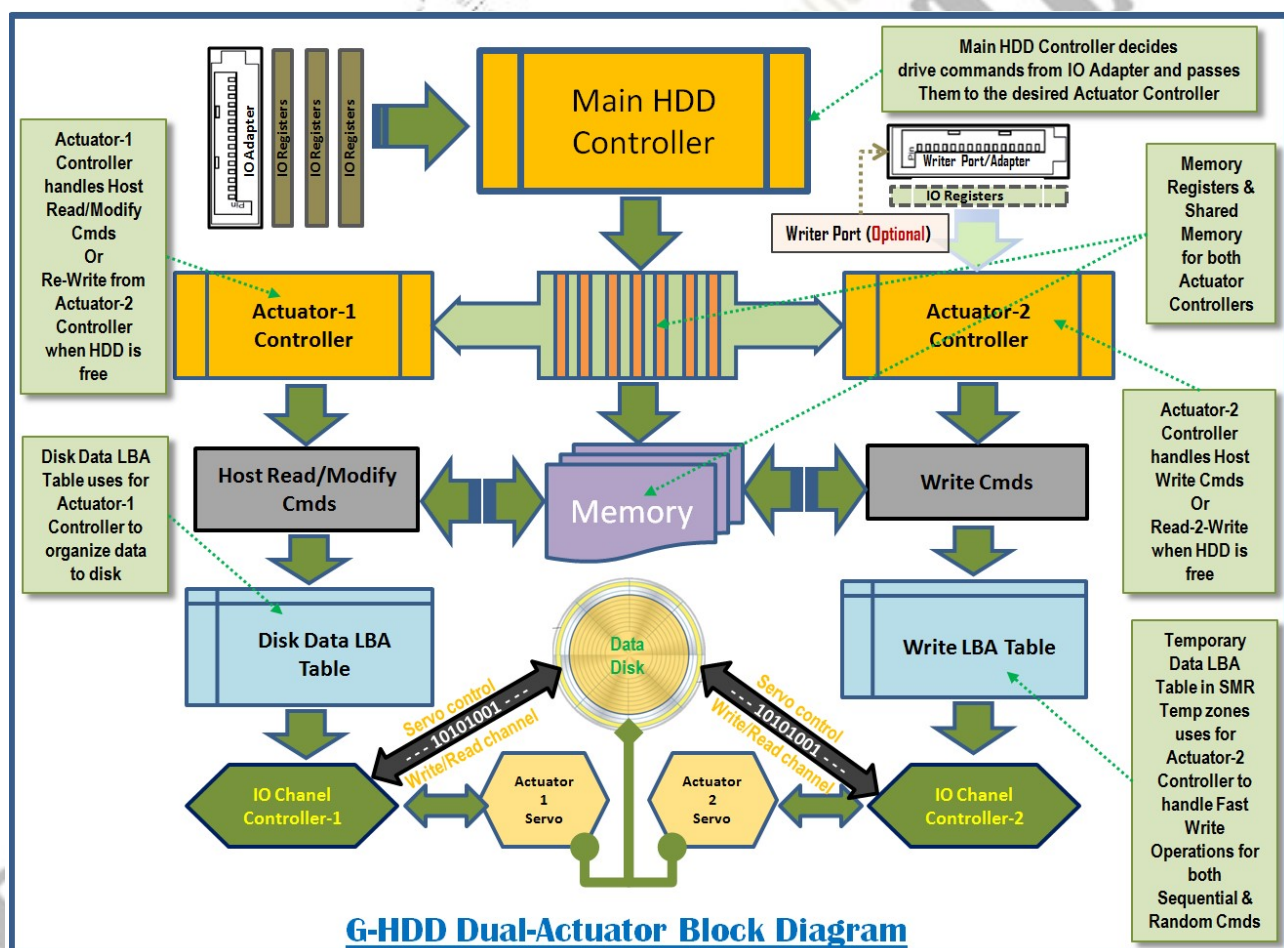 IO Adapter
Pin
IO Registers
IO Registers
IO Registers
Main HDD
Controller
Main HDD Controller decides
drive commands from IO Adapter and passes
Them to the desired Actuator Controller
Actuator-1
Controller
handles Host
Read/Modify
Cmds
Or
Re-Write from
Actuator-2
Controller
when HDD is
free
Pin
Writer Port/Adapter
IO Registers
Writer Port (Optional)
Memory
Registers &
Shared
Memory
for both
Actuator
Controllers
Actuator-1
Controller
Actuator-2
Controller
Disk Data LBA
Table uses for
Actuator-1
Controller to
organize data
to disk
Host Read/Modify
Cmds
Memory
Write Cmds
Actuator-2
Controller
handles Host
Write Cmds
Or
Read-2-Write
when HDD is
free
Disk Data LBA
Table
Data
Disk
Write LBA Table
Servo control
- - - 10101001 - - -
Write/Read channel
Servo control
- - - 10101001 - - -
Write/Read channel
Temporary
Data LBA
Table in SMR
Temp zones
uses for
Actuator-2
Controller to
handle Fast
Write
Operations for
both
Sequential &
Random Cmds
IO Chanel
Controller-1
Actuator
1
Servo
Actuator
2 Servo
IO Chanel
Controller-2
G-HDD Dual-Actuator Block Diagram